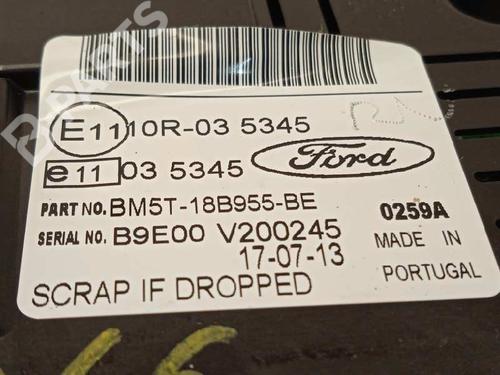 B-PARTS
E11 10R-03 5345
e11 03 5345
Ford
PART NO. BM5T-18B955-BE
0259A
SERIAL NO. B9E00 V200245
MADE IN
17-07-13
PORTUGAL
SCRAP IF DROPPED